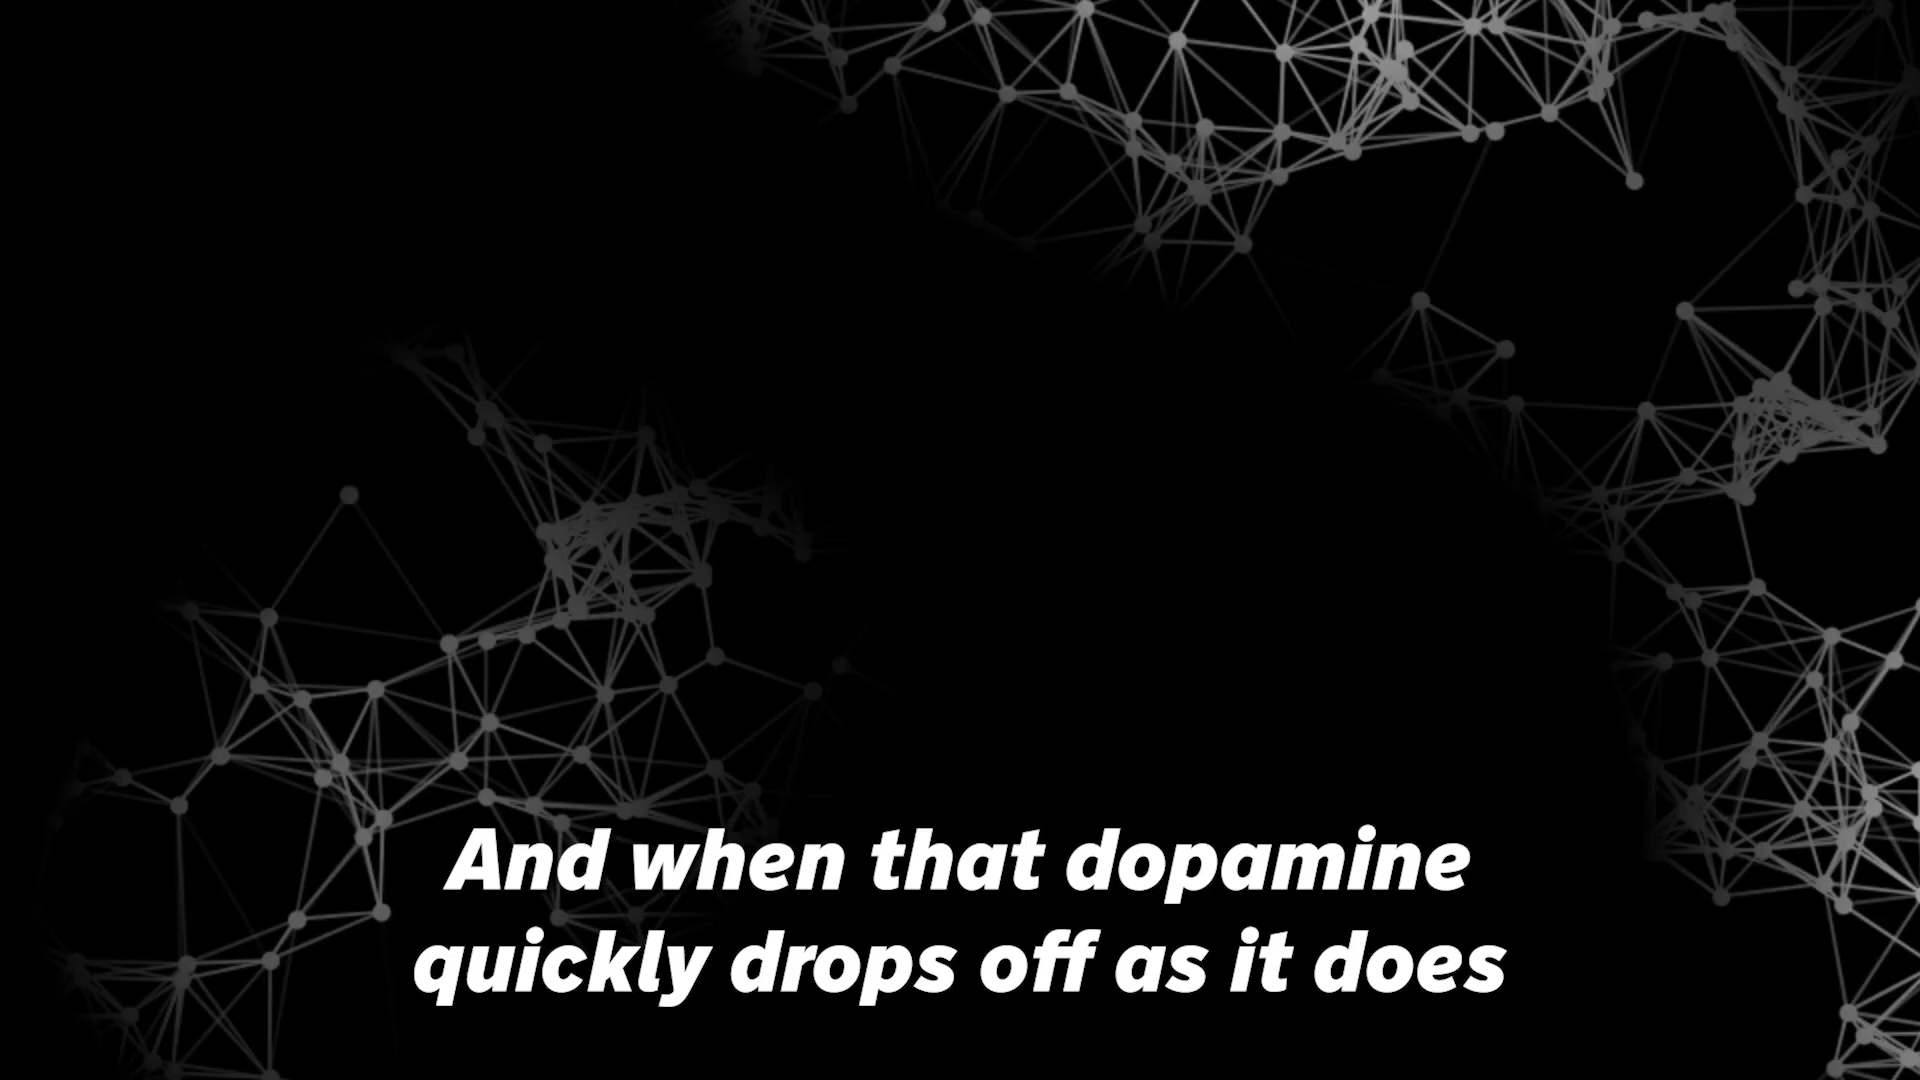 And when that dopamine
quickly drops off as it does